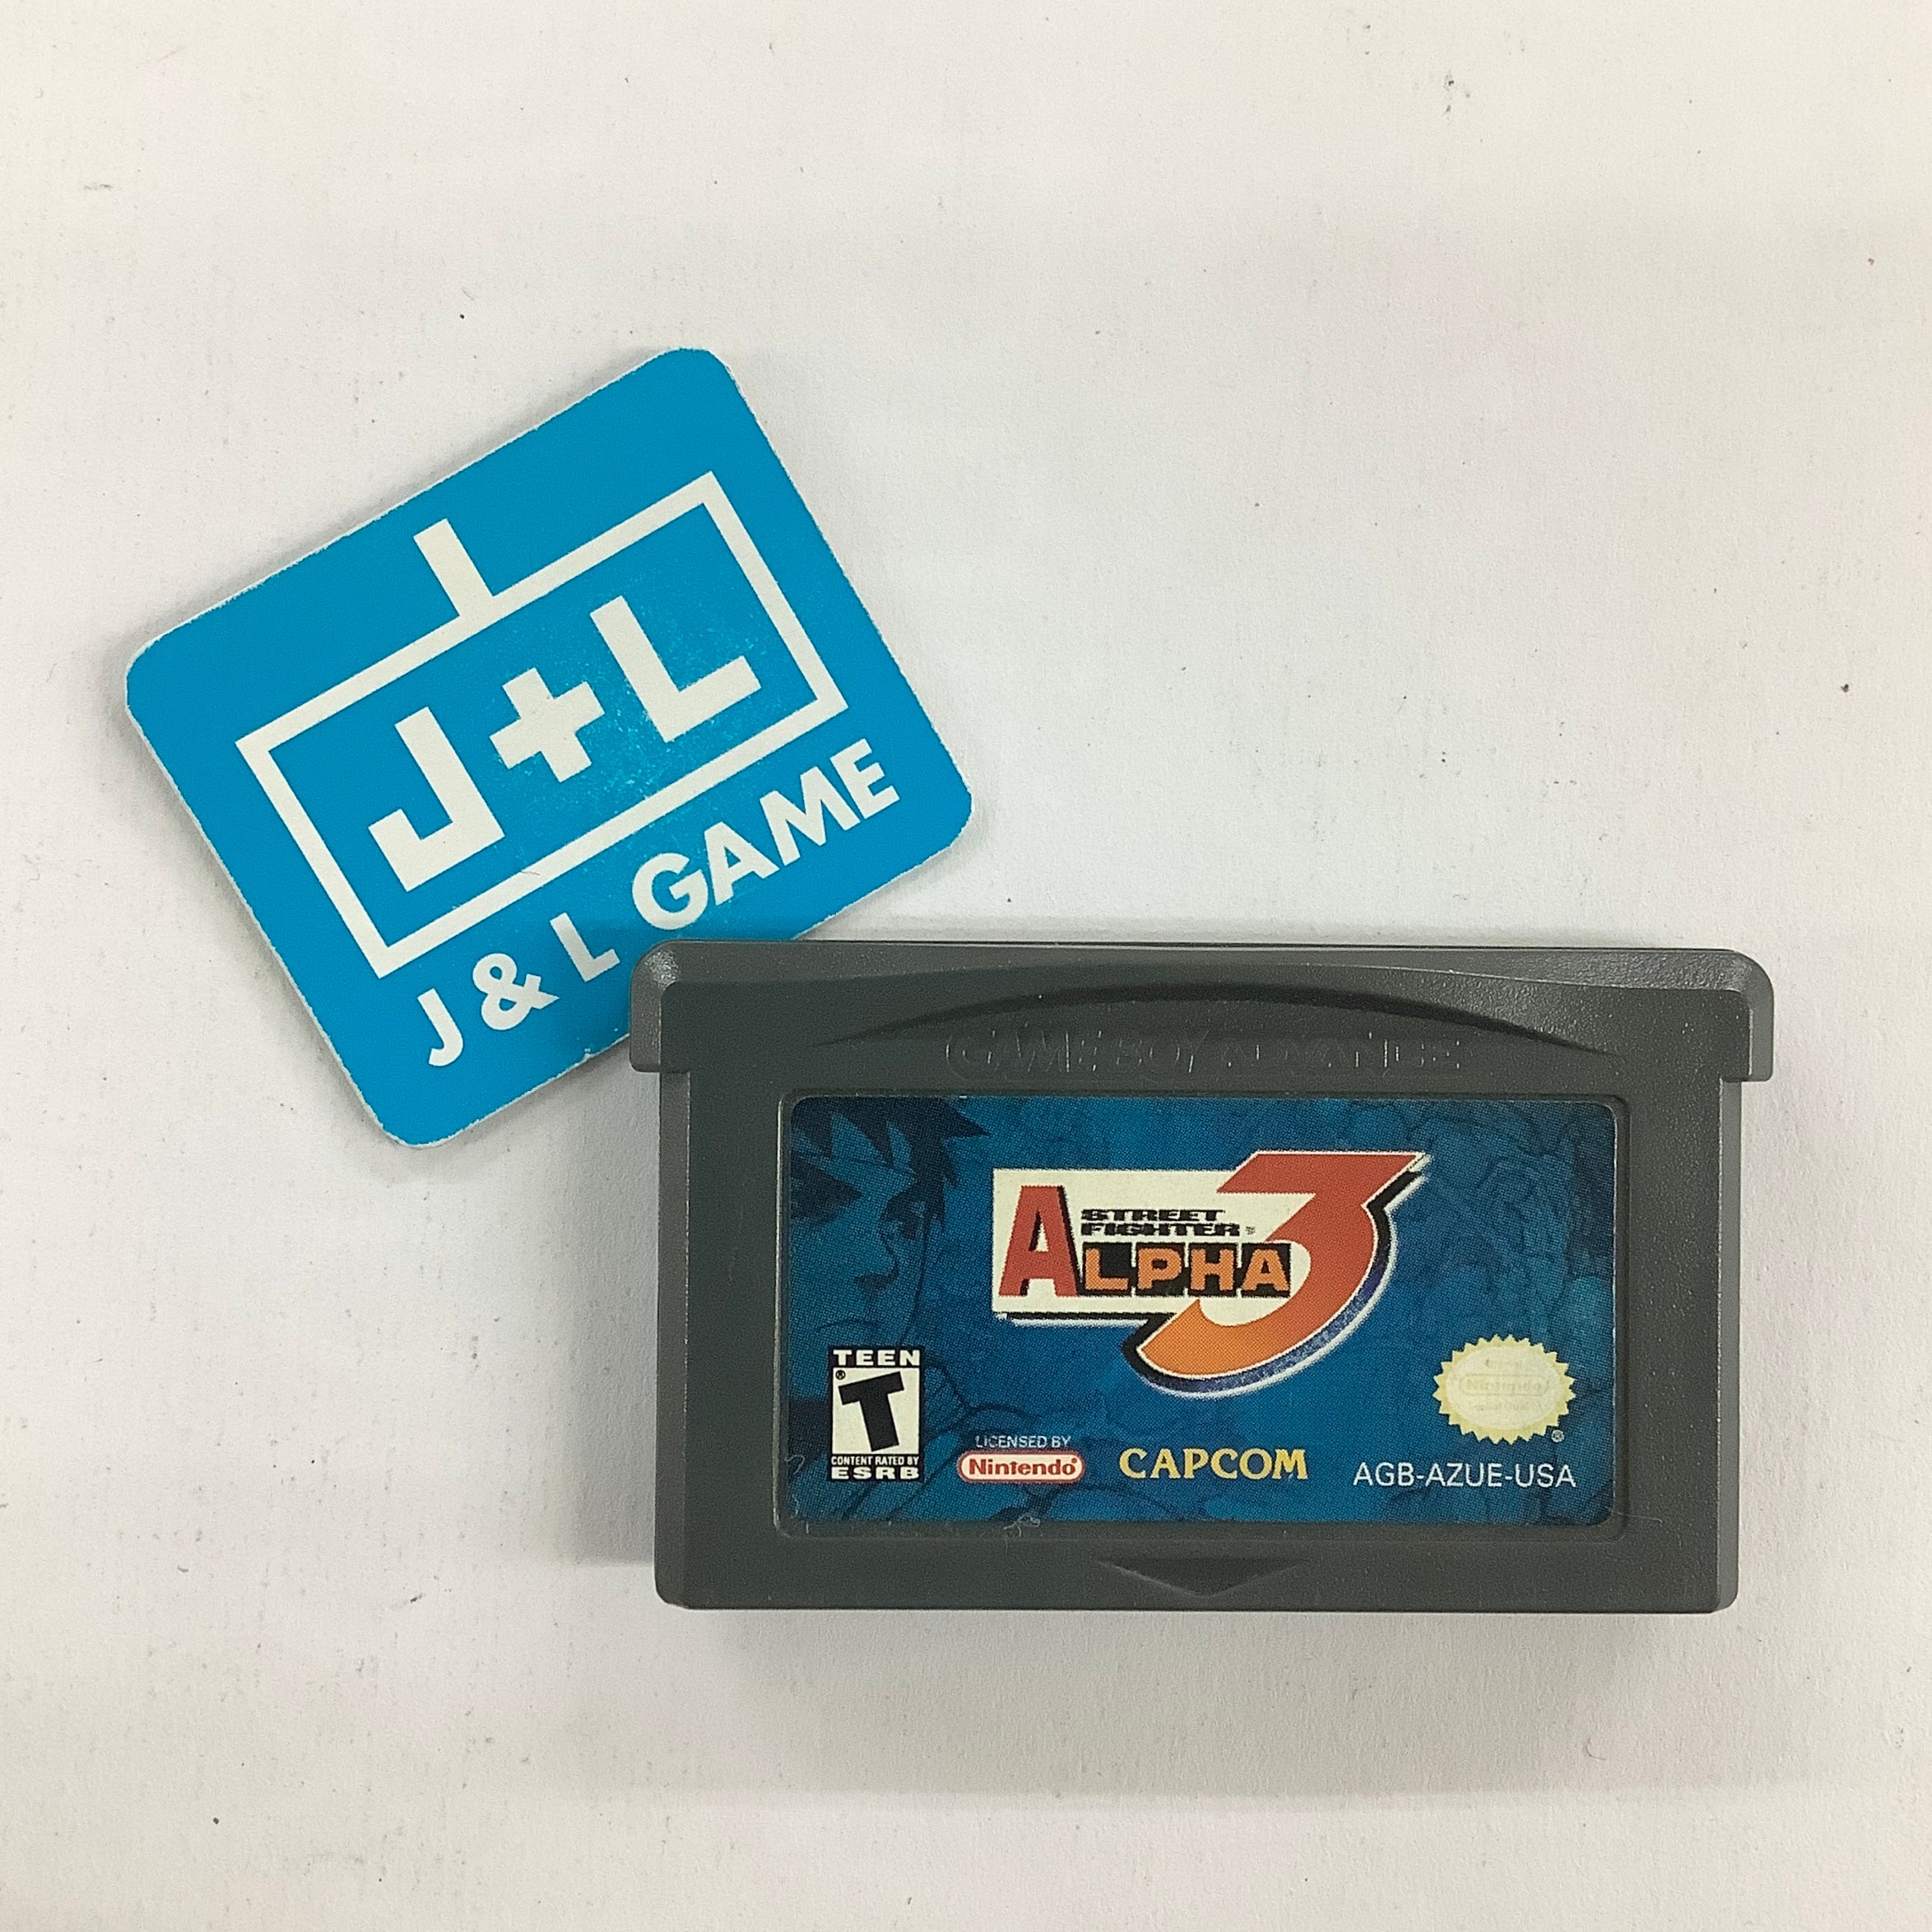 J+L
J & L GAME
GAME BOY ADVANCE
STREET
FIGHTER
ALPHA 3
TEEN
T
CONTENT RATED BY
ESRB
LICENSED BY
Nintendo
CAPCOM
Nintendo
AGB-AZUE-USA